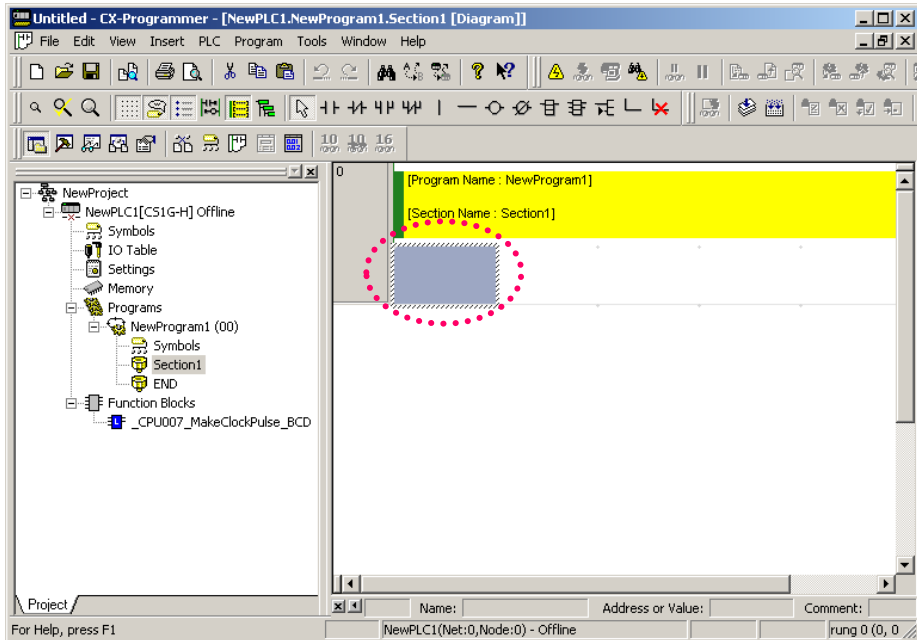 Untitled - CX-Programmer - [NewPLC1.NewProgram1.Section1 [Diagram]]
File Edit View Insert PLC Program Tools Window Help
10 10 16
NewProject
NewPLC1[CS1G-H] Offline
Symbols
IO Table
Settings
Memory
Programs
NewProgram1 (00)
Symbols
Section1
END
Function Blocks
_CPU007_MakeClockPulse_BCD
Project
0
[Program Name : NewProgram1]
[Section Name : Section1]
Name: Address or Value: Comment:
For Help, press F1 NewPLC1(Net:0,Node:0) - Offline rung 0 (0, 0